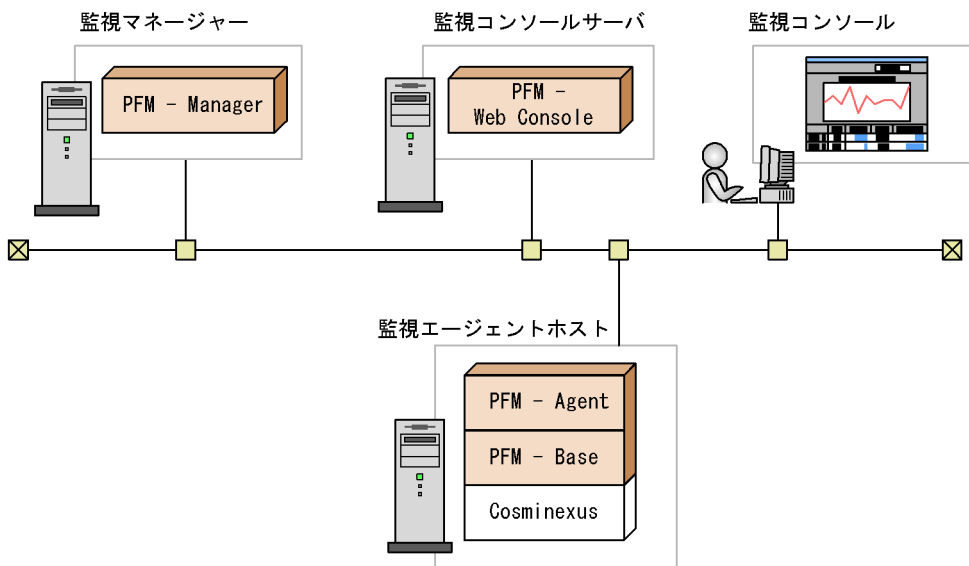 監視マネージャー
監視コンソールサーバ
監視コンソール
PFM － Manager
PFM －
Web Console
監視エージェントホスト
PFM － Agent
PFM － Base
Cosminexus